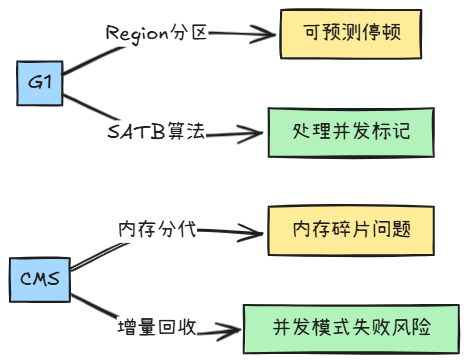 Region分区
可预测停顿
G1
SATB算法
处理并发标记
内存分代
内存碎片问题
CMS
增量回收
并发模式失败风险